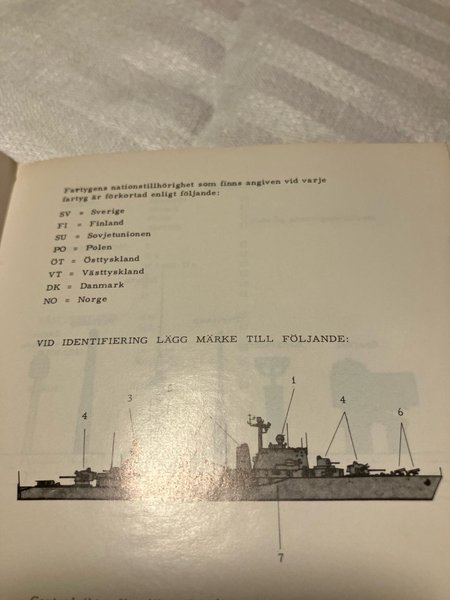 Fartygens nationstillhörighet som finns angiven vid varje
fartyg är förkortad enligt följande:
SV = Sverige
FI = Finland
SU = Sovjetunionen
PO = Polen
ÖT = Östtyskland
VT = Västtyskland
DK = Danmark
NO = Norge
VID IDENTIFIERING LÄGG MÄRKE TILL FÖLJANDE:
4 3 5 1 4 6
7